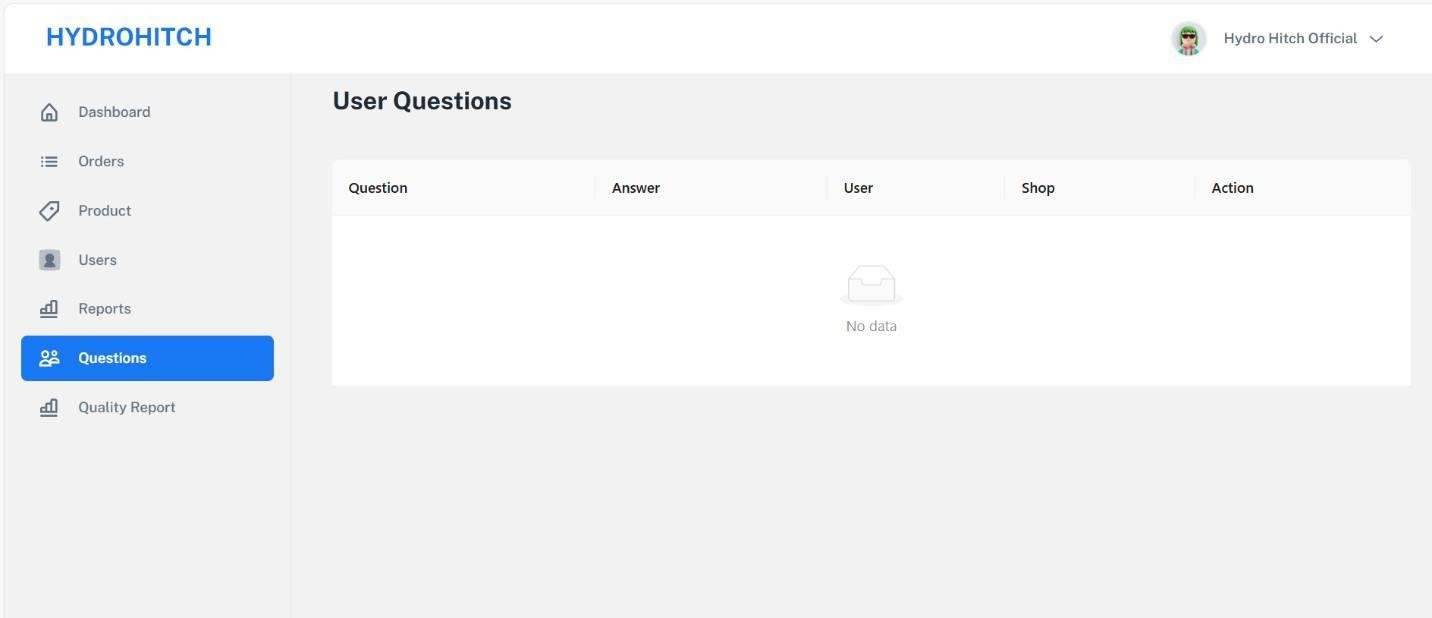 HYDROHITCH
Hydro Hitch Official
Dashboard
Orders
Product
Users
Reports
Questions
Quality Report
User Questions
Question Answer User Shop Action
No data